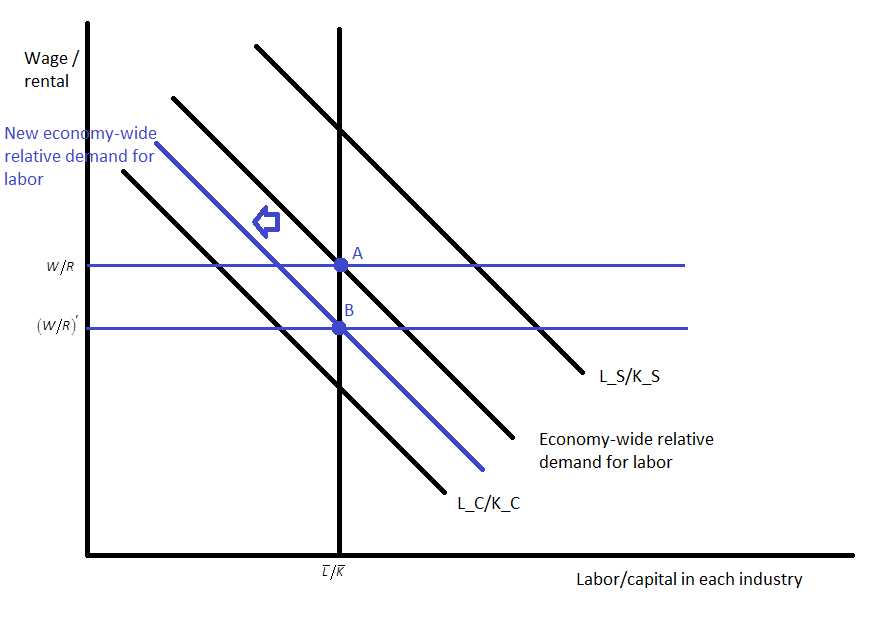 Wage /
rental
New economy-wide
relative demand for
labor
A
W/R
B
(W/R)′
L_S/K_S
Economy-wide relative
demand for labor
L_C/K_C
L̅/K̅
Labor/capital in each industry